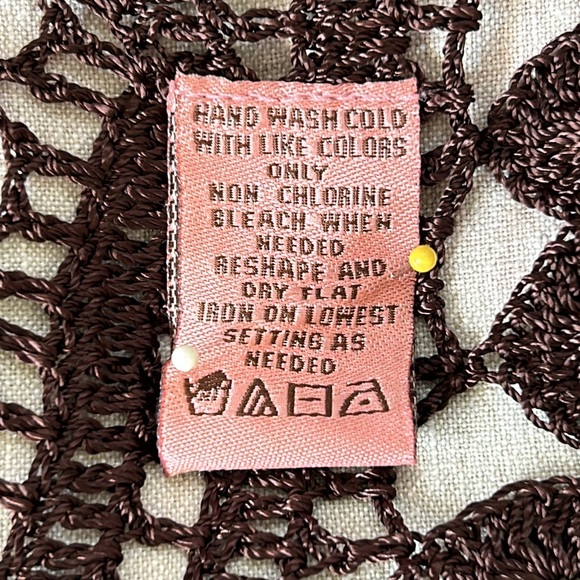 HAND WASH COLD
WITH LIKE COLORS
ONLY
NON CHLORINE
BLEACH WHEN
NEEDED
RESHAPE AND
DRY FLAT
IRON ON LOWEST
SETTING AS
NEEDED